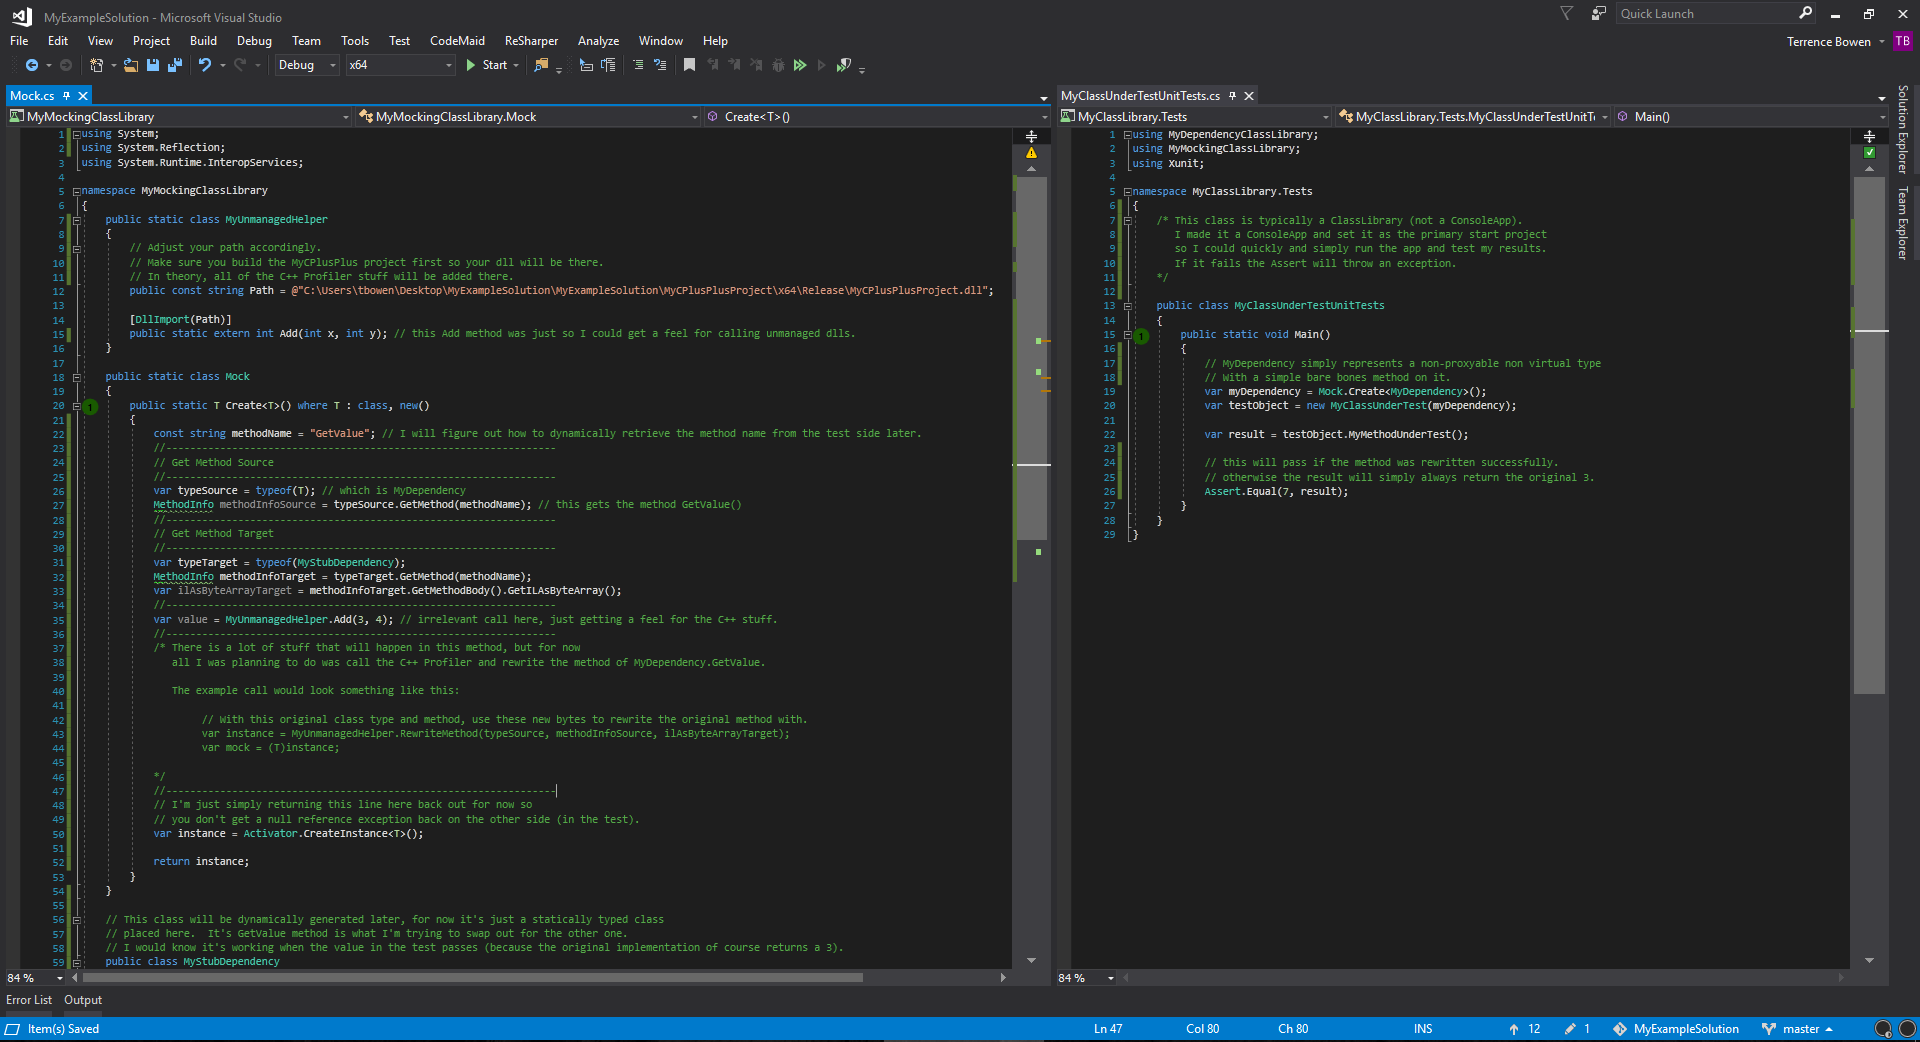 MyExampleSolution - Microsoft Visual Studio
Quick Launch
File Edit View Project Build Debug Team Tools Test CodeMaid ReSharper Analyze Window Help
Terrence Bowen TB
Debug x64 Start
Mock.cs
MyMockingClassLibrary MyMockingClassLibrary.Mock Create<T>()
1 using System;
2 using System.Reflection;
3 using System.Runtime.InteropServices;
4
5 namespace MyMockingClassLibrary
6 {
7 public static class MyUnmanagedHelper
8 {
9 // Adjust your path accordingly.
10 // Make sure you build the MyCPlusPlus project first so your dll will be there.
11 // In theory, all of the C++ Profiler stuff will be added there.
12 public const string Path = @"C:\Users\tbowen\Desktop\MyExampleSolution\MyExampleSolution\MyCPlusPlusProject\x64\Release\MyCPlusPlusProject.dll";
13
14 [DllImport(Path)]
15 public static extern int Add(int x, int y); // this Add method was just so I could get a feel for calling unmanaged dlls.
16 }
17
18 public static class Mock
19 {
20 public static T Create<T>() where T : class, new()
21 {
22 const string methodName = "GetValue"; // I will figure out how to dynamically retrieve the method name from the test side later.
23 //-----------------------------------------------------------------
24 // Get Method Source
25 //-----------------------------------------------------------------
26 var typeSource = typeof(T); // which is MyDependency
27 MethodInfo methodInfoSource = typeSource.GetMethod(methodName); // this gets the method GetValue()
28 //-----------------------------------------------------------------
29 // Get Method Target
30 //-----------------------------------------------------------------
31 var typeTarget = typeof(MyStubDependency);
32 MethodInfo methodInfoTarget = typeTarget.GetMethod(methodName);
33 var ilAsByteArrayTarget = methodInfoTarget.GetMethodBody().GetILAsByteArray();
34 //-----------------------------------------------------------------
35 var value = MyUnmanagedHelper.Add(3, 4); // irrelevant call here, just getting a feel for the C++ stuff.
36 //-----------------------------------------------------------------
37 /* There is a lot of stuff that will happen in this method, but for now
38 all I was planning to do was call the C++ Profiler and rewrite the method of MyDependency.GetValue.
39
40 The example call would look something like this:
41
42 // With this original class type and method, use these new bytes to rewrite the original method with.
43 var instance = MyUnmanagedHelper.RewriteMethod(typeSource, methodInfoSource, ilAsByteArrayTarget);
44 var mock = (T)instance;
45
46 */
47 //-----------------------------------------------------------------
48 // I'm just simply returning this line here back out for now so
49 // you don't get a null reference exception back on the other side (in the test).
50 var instance = Activator.CreateInstance<T>();
51
52 return instance;
53 }
54 }
55
56 // This class will be dynamically generated later, for now it's just a statically typed class
57 // placed here.  It's GetValue method is what I'm trying to swap out for the other one.
58 // I would know it's working when the value in the test passes (because the original implementation of course returns a 3).
59 public class MyStubDependency
84 %
MyClassUnderTestUnitTests.cs
MyClassLibrary.Tests MyClassLibrary.Tests.MyClassUnderTestUnitT Main()
1 using MyDependencyClassLibrary;
2 using MyMockingClassLibrary;
3 using Xunit;
4
5 namespace MyClassLibrary.Tests
6 {
7 /* This class is typically a ClassLibrary (not a ConsoleApp).
8 I made it a ConsoleApp and set it as the primary start project
9 so I could quickly and simply run the app and test my results.
10 If it fails the Assert will throw an exception.
11 */
12
13 public class MyClassUnderTestUnitTests
14 {
15 public static void Main()
16 {
17 // MyDependency simply represents a non-proxyable non virtual type
18 // with a simple bare bones method on it.
19 var myDependency = Mock.Create<MyDependency>();
20 var testObject = new MyClassUnderTest(myDependency);
21
22 var result = testObject.MyMethodUnderTest();
23
24 // this will pass if the method was rewritten successfully.
25 // otherwise the result will simply always return the original 3.
26 Assert.Equal(7, result);
27 }
28 }
29 }
84 %
Solution Explorer
Team Explorer
Error List Output
Item(s) Saved Ln 47 Col 80 Ch 80 INS 12 1 MyExampleSolution master